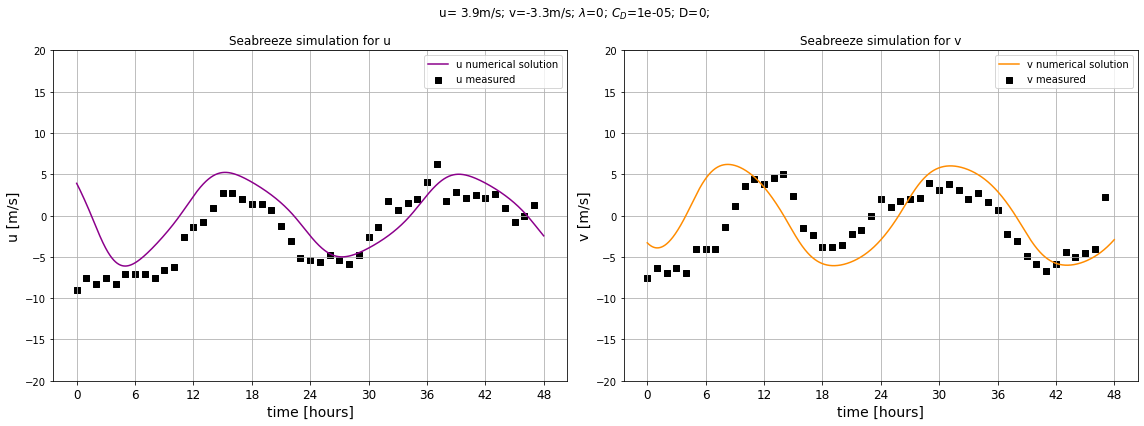 u= 3.9m/s; v=-3.3m/s; λ=0; C_D=1e-05; D=0;
Seabreeze simulation for u
u numerical solution
u measured
u [m/s]
20
15
10
5
0
−5
−10
−15
−20
0 6 12 18 24 30 36 42 48
time [hours]
Seabreeze simulation for v
v numerical solution
v measured
v [m/s]
20
15
10
5
0
−5
−10
−15
−20
0 6 12 18 24 30 36 42 48
time [hours]